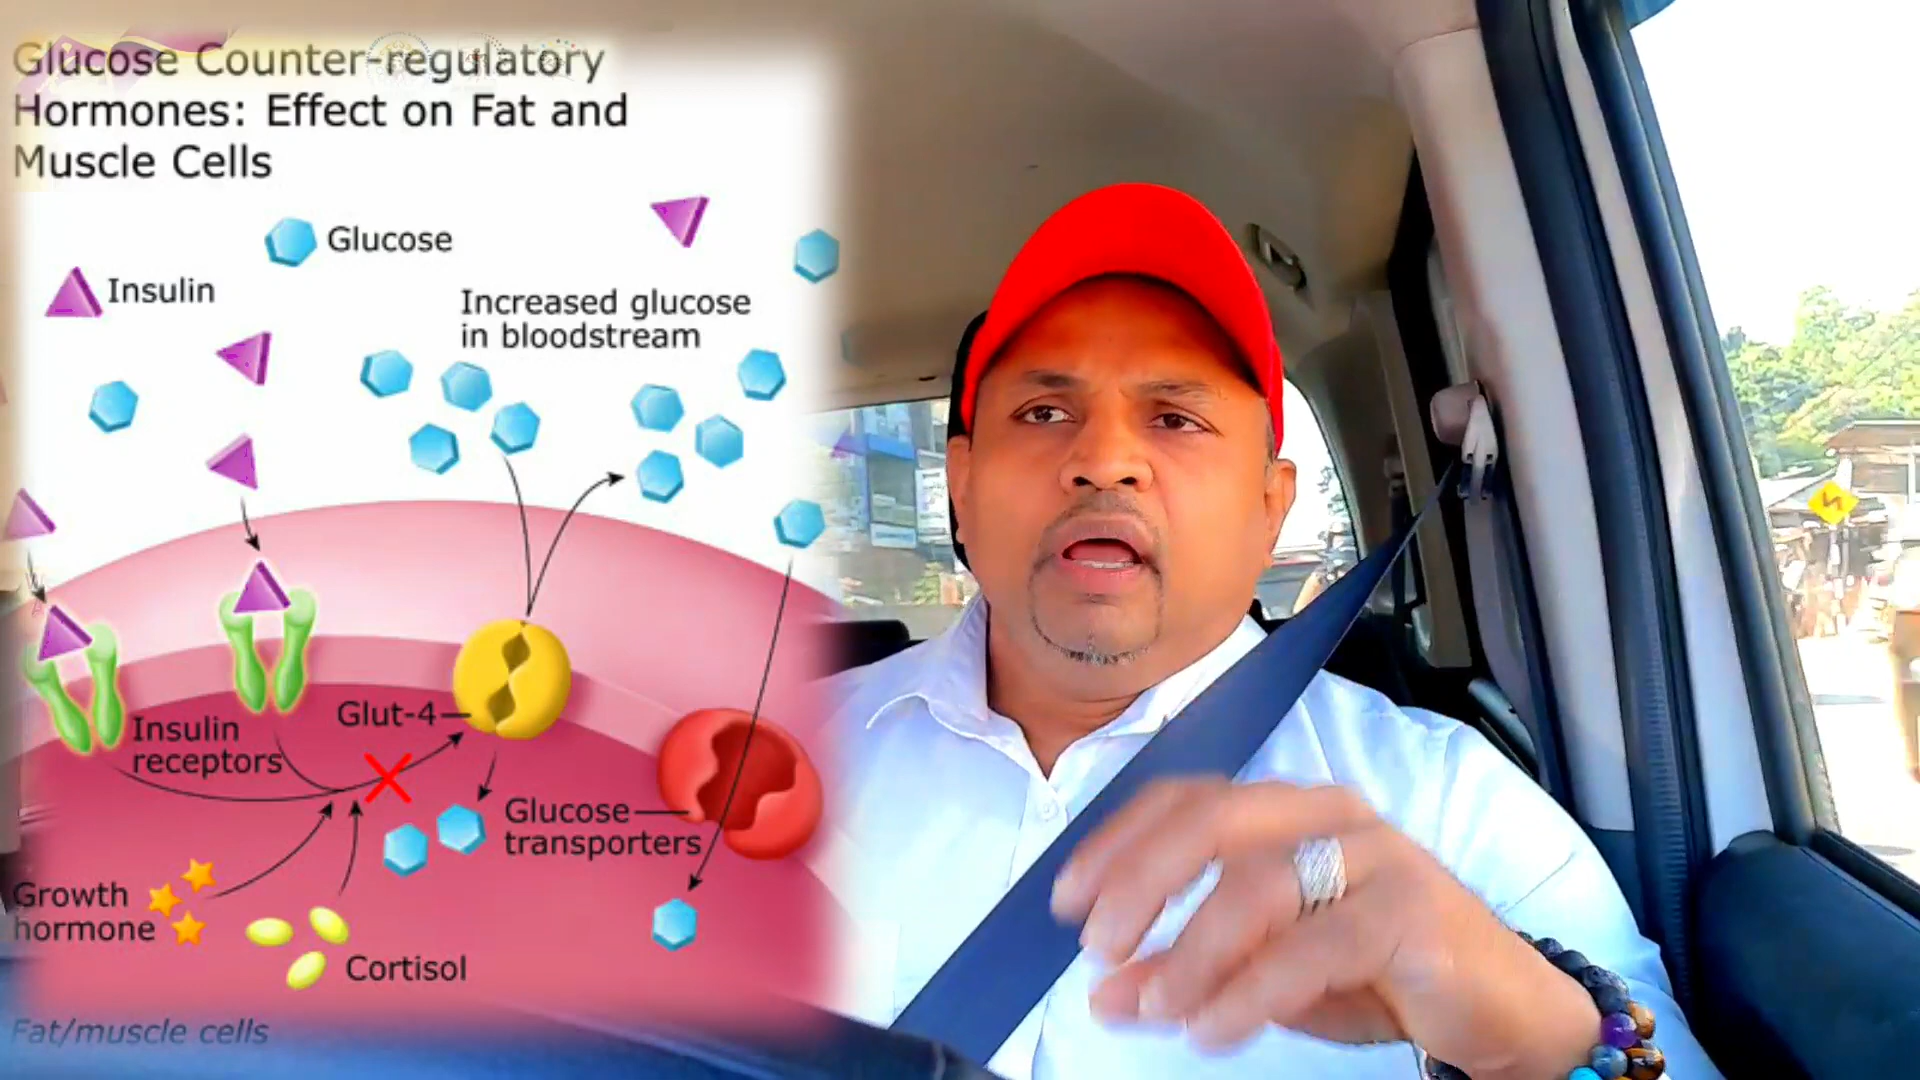 Glucose Counter-regulatory
Hormones: Effect on Fat and
Muscle Cells
Glucose
Insulin
Increased glucose
in bloodstream
Insulin
receptors
Glut-4
Glucose
transporters
Growth
hormone
Cortisol
Fat/muscle cells